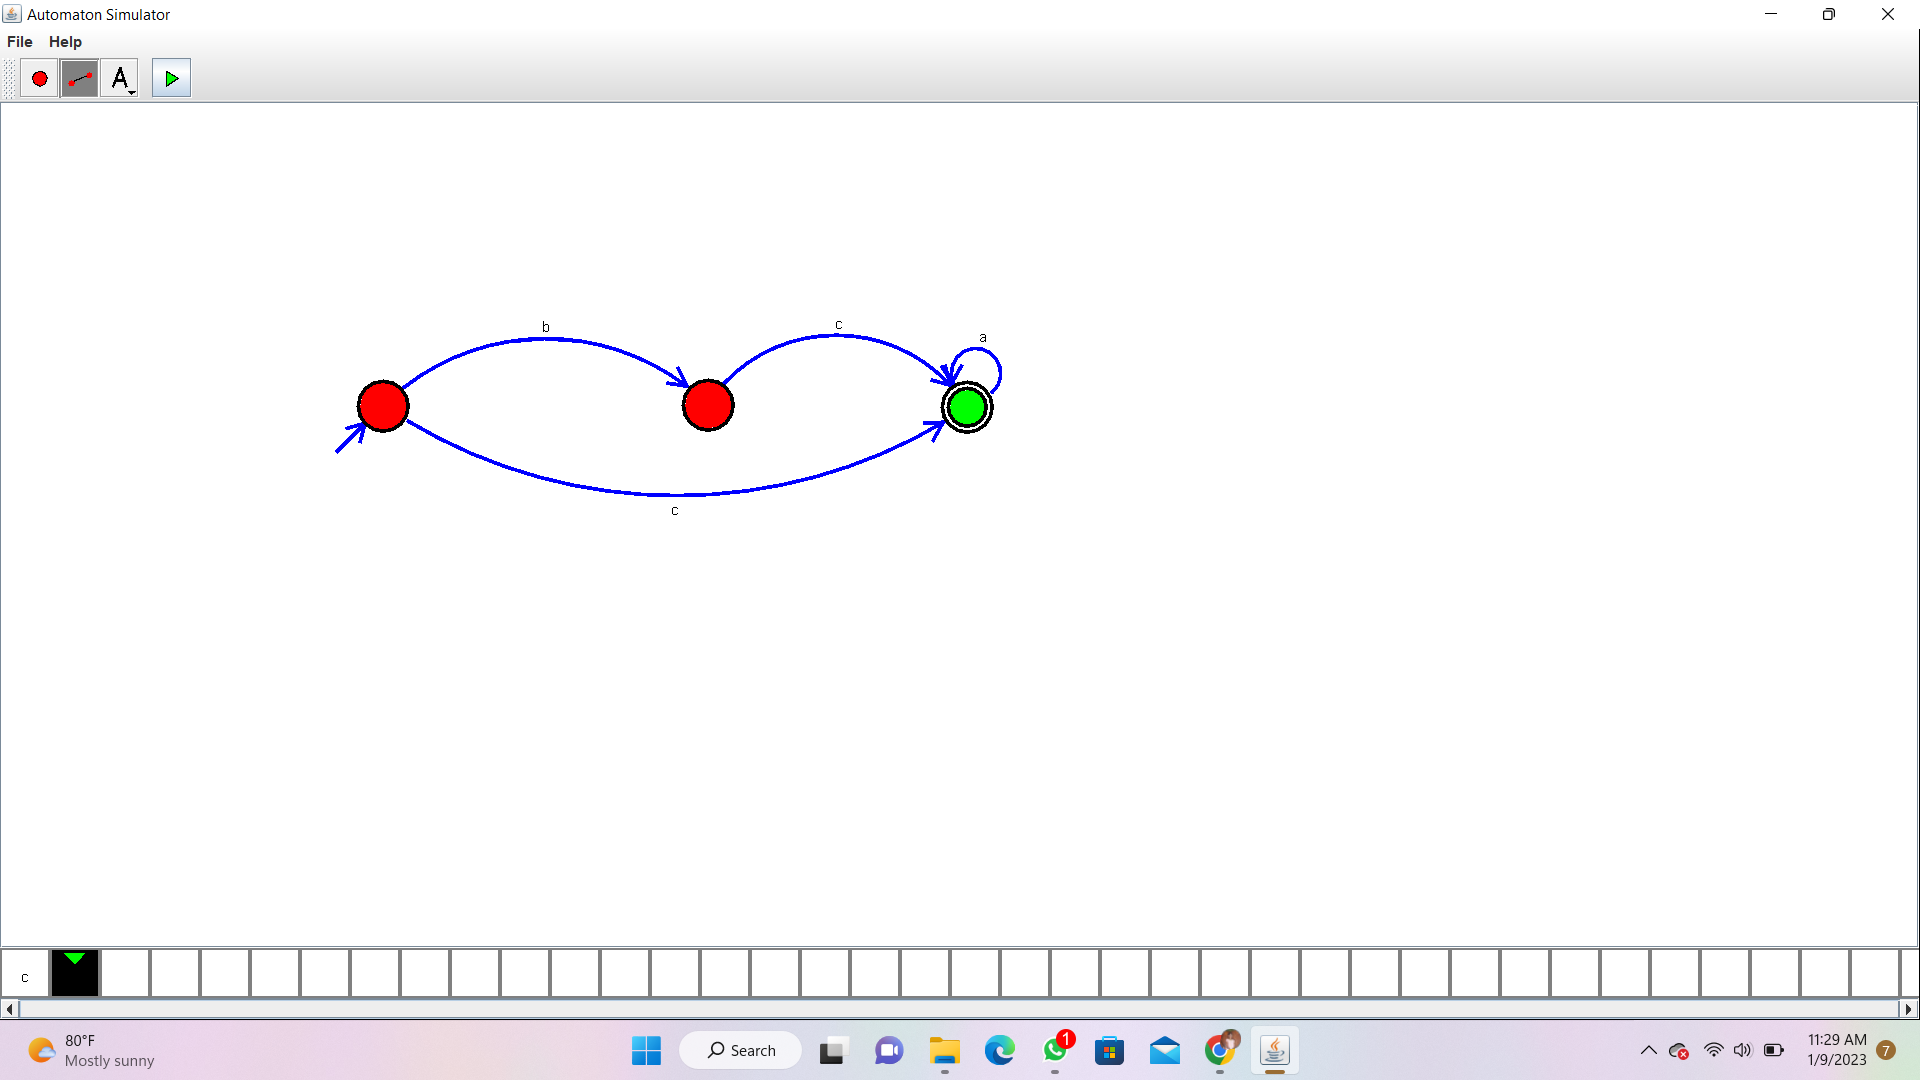 Automaton Simulator
File Help
A
b
c
a
c
c
80°F
Mostly sunny
Search
1
11:29 AM
1/9/2023
7